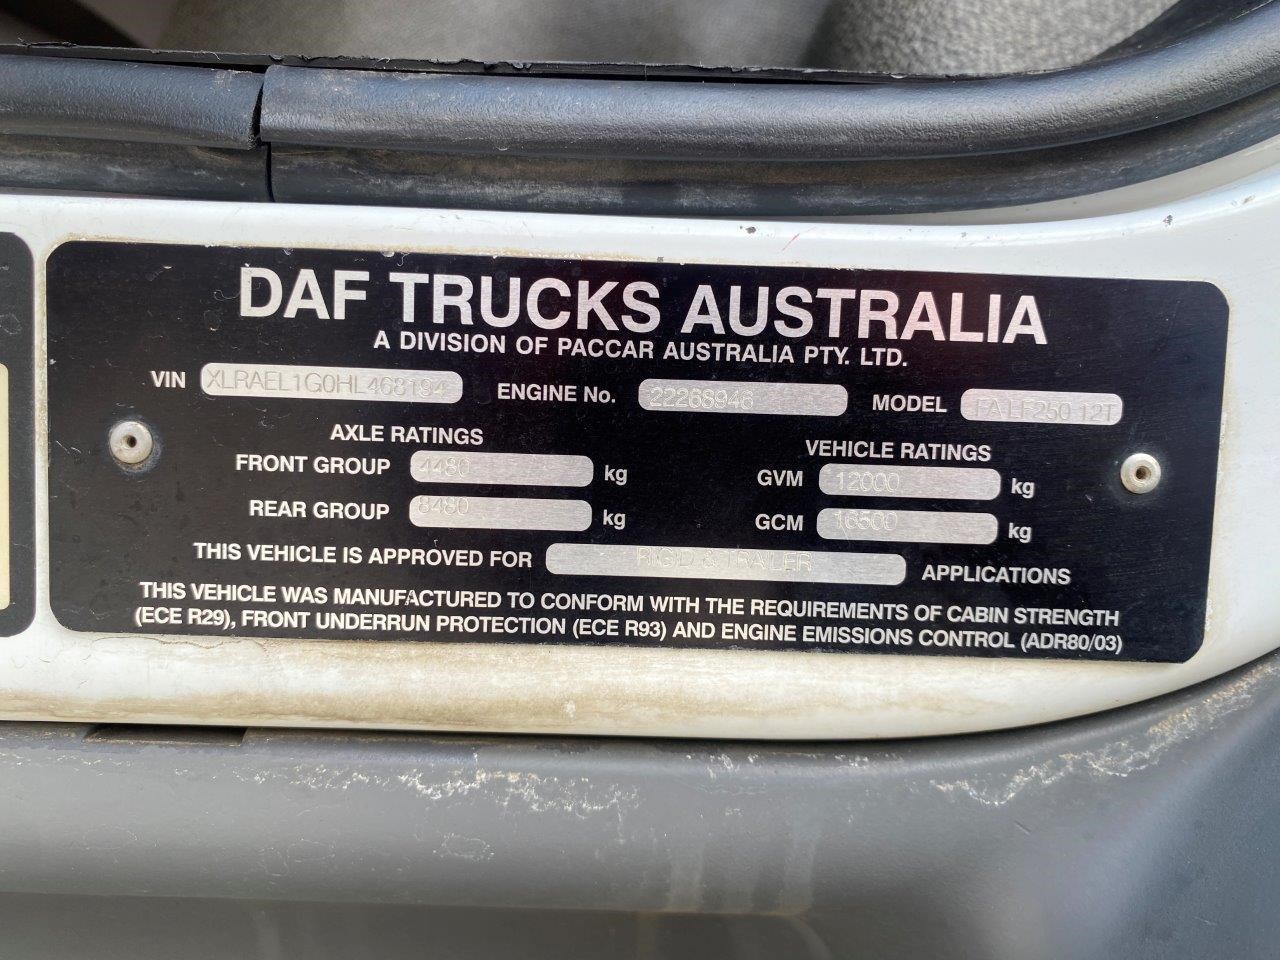 DAF TRUCKS AUSTRALIA
A DIVISION OF PACCAR AUSTRALIA PTY. LTD.
VIN XLRAEL1G0HL468194 ENGINE No. 22268946 MODEL FA LF250 12T
AXLE RATINGS VEHICLE RATINGS
FRONT GROUP 4480 kg GVM 12000 kg
REAR GROUP 8480 kg GCM 16500 kg
THIS VEHICLE IS APPROVED FOR RIGID & TRAILER APPLICATIONS
THIS VEHICLE WAS MANUFACTURED TO CONFORM WITH THE REQUIREMENTS OF CABIN STRENGTH
(ECE R29), FRONT UNDERRUN PROTECTION (ECE R93) AND ENGINE EMISSIONS CONTROL (ADR80/03)